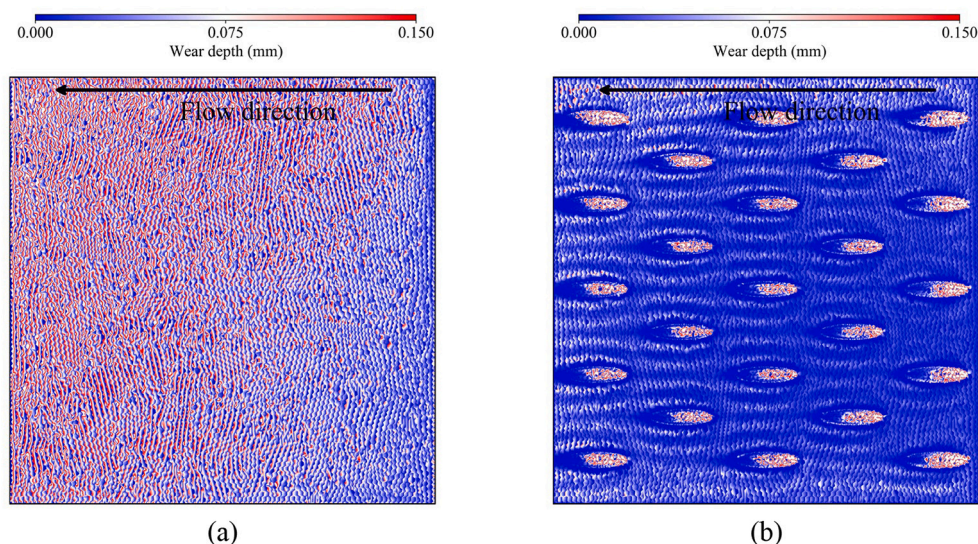 0.000 0.075 0.150
Wear depth (mm)
Flow direction
(a)
0.000 0.075 0.150
Wear depth (mm)
Flow direction
(b)